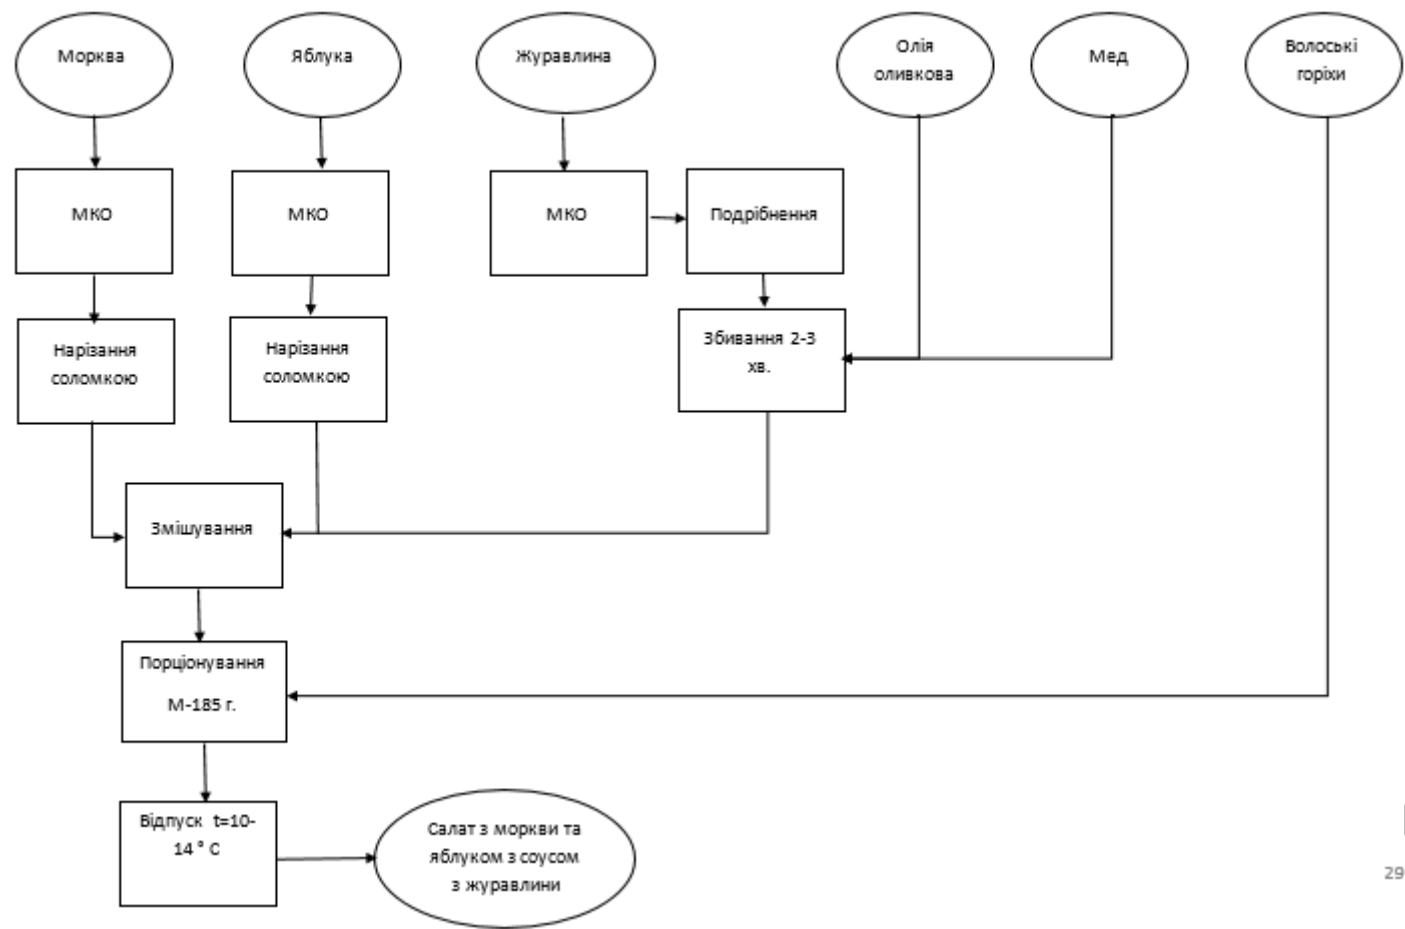 Морква
Яблука
Журавлина
Олія
оливкова
Мед
Волоські
горіхи
МКО
МКО
МКО
Подрібнення
Нарізання
соломкою
Нарізання
соломкою
Збивання 2-3
хв.
Змішування
Порціонування
М-185 г.
Відпуск t=10-
14 ° С
Салат з моркви та
яблуком з соусом
з журавлини
29